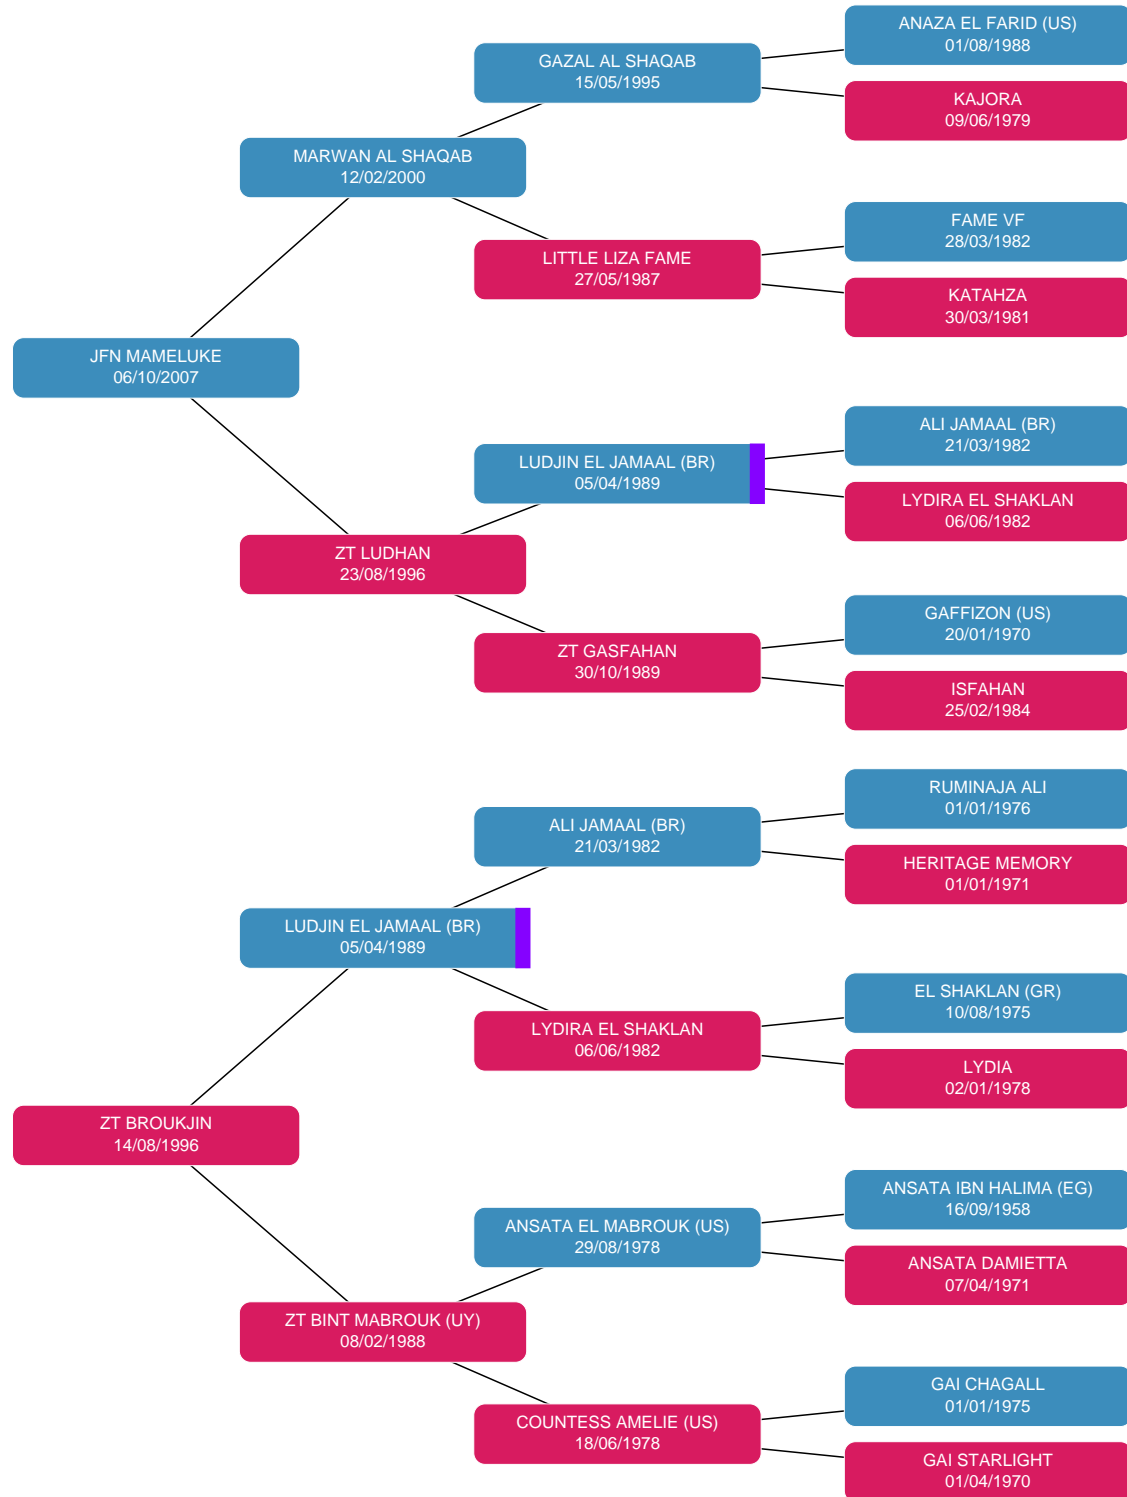 ANAZA EL FARID (US)
01/08/1988
GAZAL AL SHAQAB
15/05/1995
KAJORA
09/06/1979
MARWAN AL SHAQAB
12/02/2000
FAME VF
28/03/1982
LITTLE LIZA FAME
27/05/1987
KATAHZA
30/03/1981
JFN MAMELUKE
06/10/2007
ALI JAMAAL (BR)
21/03/1982
LUDJIN EL JAMAAL (BR)
05/04/1989
LYDIRA EL SHAKLAN
06/06/1982
ZT LUDHAN
23/08/1996
GAFFIZON (US)
20/01/1970
ZT GASFAHAN
30/10/1989
ISFAHAN
25/02/1984
RUMINAJA ALI
01/01/1976
ALI JAMAAL (BR)
21/03/1982
HERITAGE MEMORY
01/01/1971
LUDJIN EL JAMAAL (BR)
05/04/1989
EL SHAKLAN (GR)
10/08/1975
LYDIRA EL SHAKLAN
06/06/1982
LYDIA
02/01/1978
ZT BROUKJIN
14/08/1996
ANSATA IBN HALIMA (EG)
16/09/1958
ANSATA EL MABROUK (US)
29/08/1978
ANSATA DAMIETTA
07/04/1971
ZT BINT MABROUK (UY)
08/02/1988
GAI CHAGALL
01/01/1975
COUNTESS AMELIE (US)
18/06/1978
GAI STARLIGHT
01/04/1970